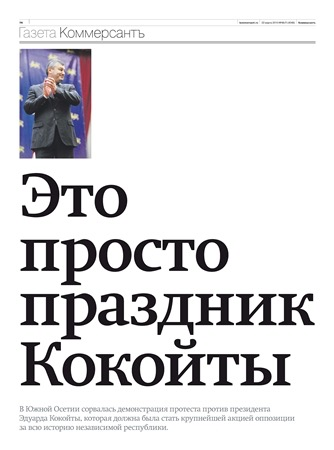 Газета Коммерсантъ
Это
просто
праздник
Кокойты
В Южной Осетии сорвалась демонстрация протеста против президента
Эдуарда Кокойты, которая должна была стать крупнейшей акцией оппозиции
за всю историю независимой республики.